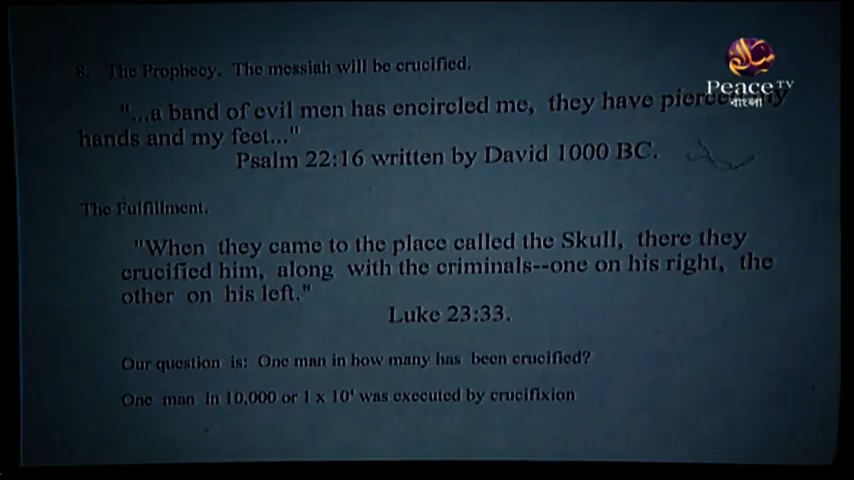 8. The Prophecy. The messiah will be crucified.
"...a band of evil men has encircled me, they have pierced my
hands and my feet..."
Psalm 22:16 written by David 1000 BC.
The Fulfillment.
"When they came to the place called the Skull, there they
crucified him, along with the criminals--one on his right, the
other on his left."
Luke 23:33.
Our question is: One man in how many has been crucified?
One man in 10,000 or 1 x 10⁴ was executed by crucifixion
Peace TV
বাংলা